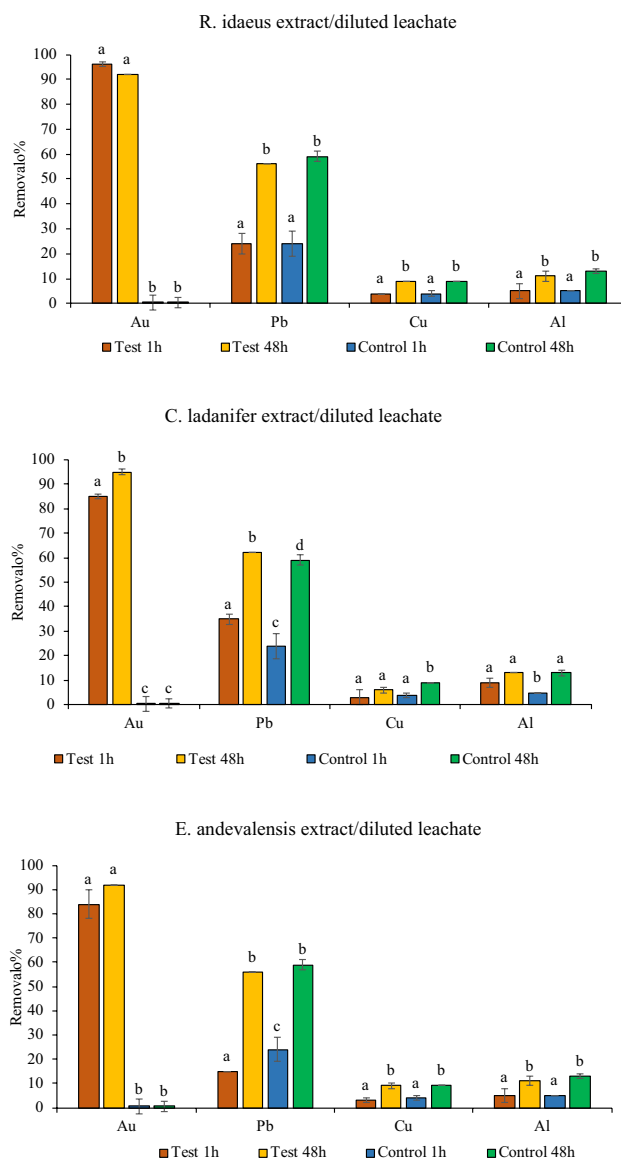 R. idaeus extract/diluted leachate
Removalo%
100
90
80
70
60
50
40
30
20
10
0
a a b b
a b a b
a b a b
a b a b
Au Pb Cu Al
Test 1h Test 48h Control 1h Control 48h
C. ladanifer extract/diluted leachate
Removalo%
100
90
80
70
60
50
40
30
20
10
0
a b c c
a b c d
a a a b
a a b a
Au Pb Cu Al
Test 1h Test 48h Control 1h Control 48h
E. andevalensis extract/diluted leachate
Removalo%
100
90
80
70
60
50
40
30
20
10
0
a a b b
a b c b
a b a b
a b a b
Au Pb Cu Al
Test 1h Test 48h Control 1h Control 48h